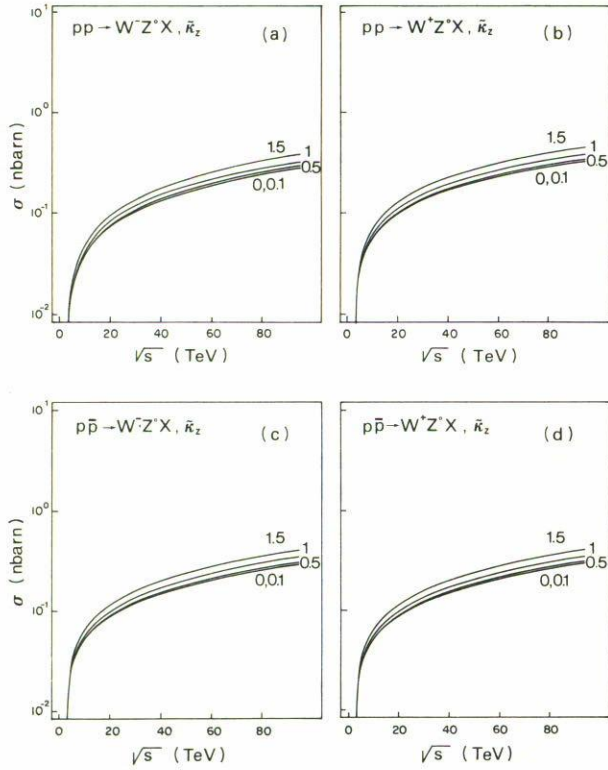 10¹
pp → W⁻Z°X , κ̃z (a)
10⁰
σ (nbarn)
1.5
1
0.5
0,0.1
10⁻¹
10⁻²
0 20 40 60 80
√s (TeV)
pp → W⁺Z°X , κ̃z (b)
1.5
1
0.5
0,0.1
0 20 40 60 80
√s (TeV)
10¹
pp̄ → W⁻Z°X , κ̃z (c)
10⁰
σ (nbarn)
1.5
1
0.5
0,0.1
10⁻¹
10⁻²
0 20 40 60 80
√s (TeV)
pp̄ → W⁺Z°X , κ̃z (d)
1.5
1
0.5
0,0.1
0 20 40 60 80
√s (TeV)